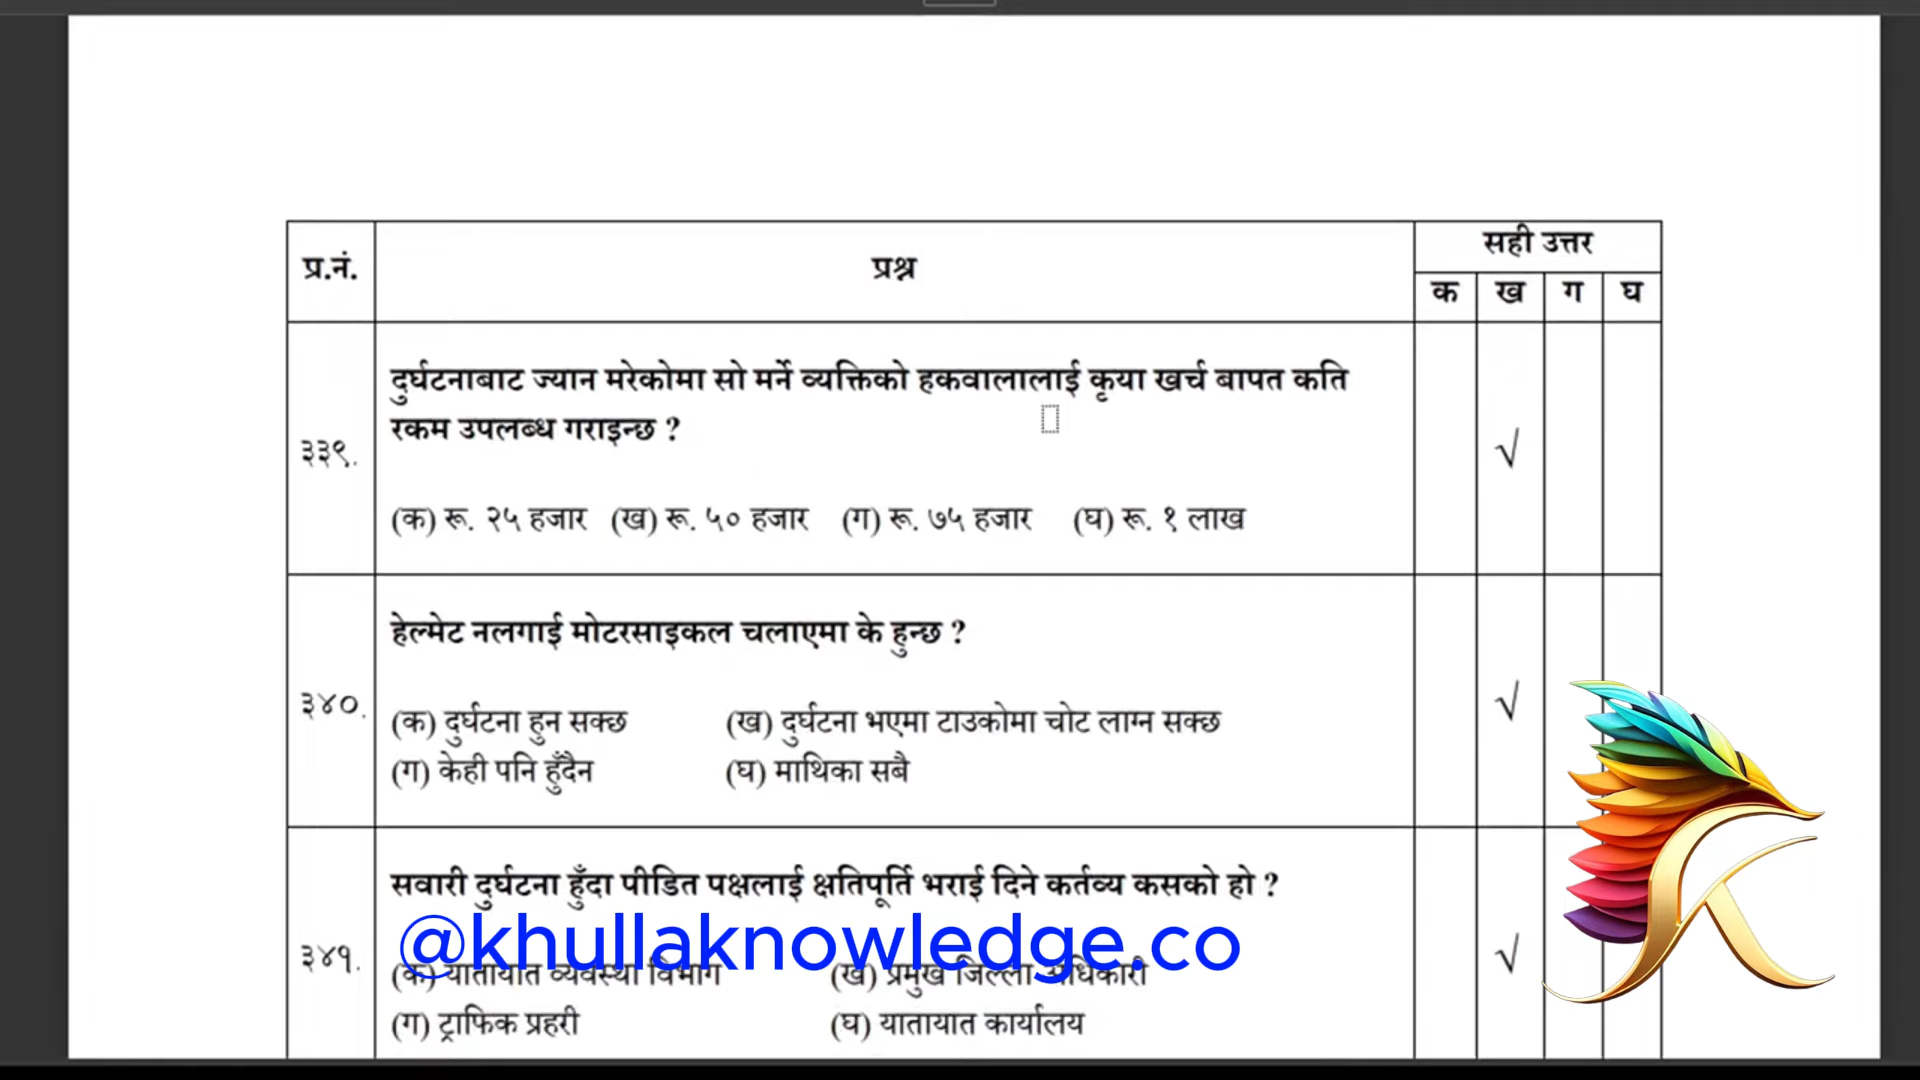 प्र.नं.
प्रश्न
सही उत्तर
क ख ग घ
३३९.
दुर्घटनाबाट ज्यान मरेकोमा सो मर्ने व्यक्तिको हकवालालाई कृया खर्च बापत कति
रकम उपलब्ध गराइन्छ ?
(क) रू. २५ हजार (ख) रू. ५० हजार (ग) रू. ७५ हजार (घ) रू. १ लाख
√
३४०.
हेल्मेट नलगाई मोटरसाइकल चलाएमा के हुन्छ ?
(क) दुर्घटना हुन सक्छ (ख) दुर्घटना भएमा टाउकोमा चोट लाग्न सक्छ
(ग) केही पनि हुँदैन (घ) माथिका सबै
√
३४१.
सवारी दुर्घटना हुँदा पीडित पक्षलाई क्षतिपूर्ति भराई दिने कर्तव्य कसको हो ?
@khullaknowledge.co
(क) यातायात व्यवस्था विभाग (ख) प्रमुख जिल्ला अधिकारी
(ग) ट्राफिक प्रहरी (घ) यातायात कार्यालय
√